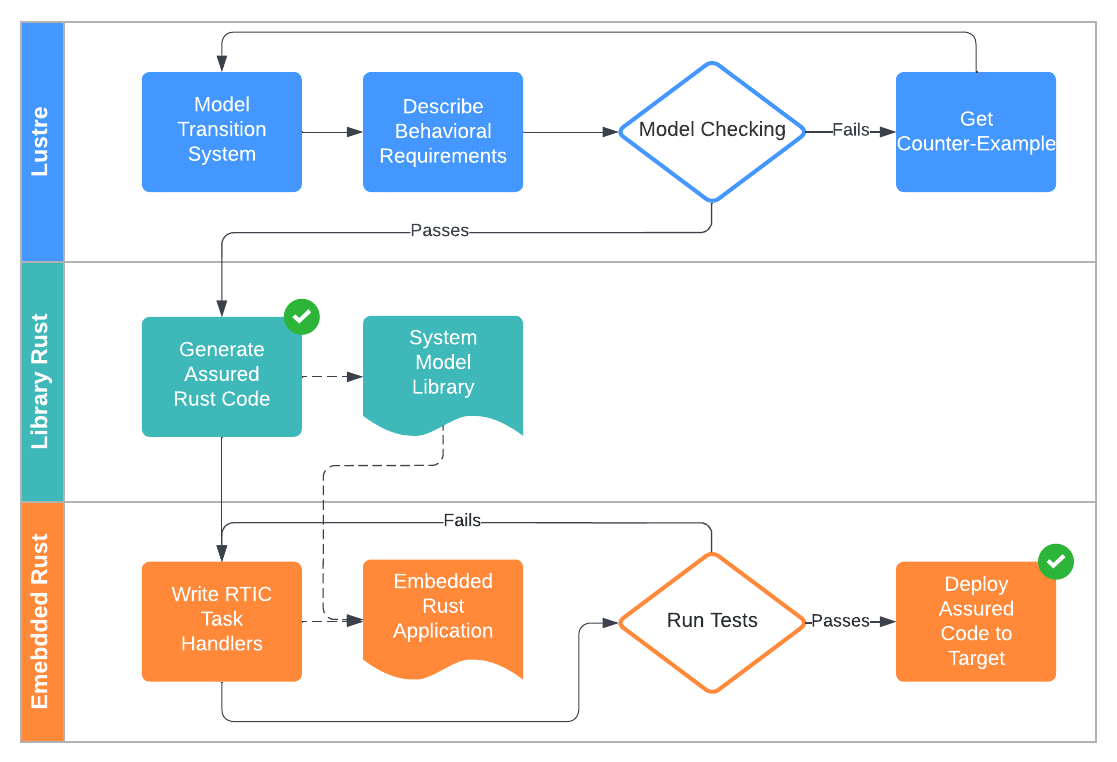 Lustre
Model
Transition
System
Describe
Behavioral
Requirements
Model Checking
Fails
Get
Counter-Example
Passes
Library Rust
Generate
Assured
Rust Code
System
Model
Library
Emebdded Rust
Fails
Write RTIC
Task
Handlers
Embedded
Rust
Application
Run Tests
Passes
Deploy
Assured
Code to
Target